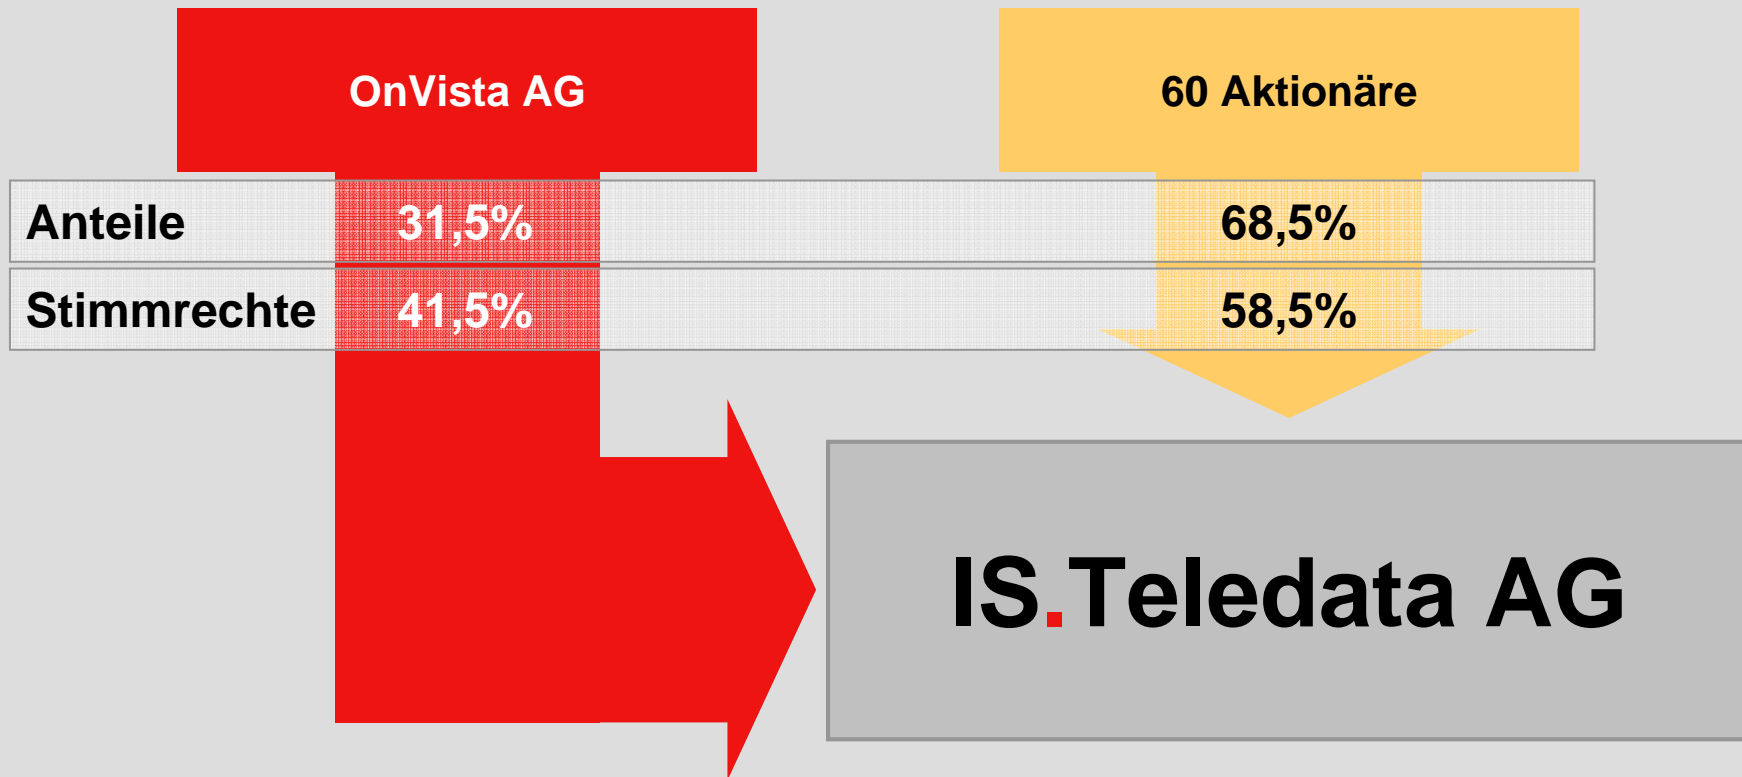 OnVista AG
60 Aktionäre
Anteile 31,5% 68,5%
Stimmrechte 41,5% 58,5%
IS.Teledata AG